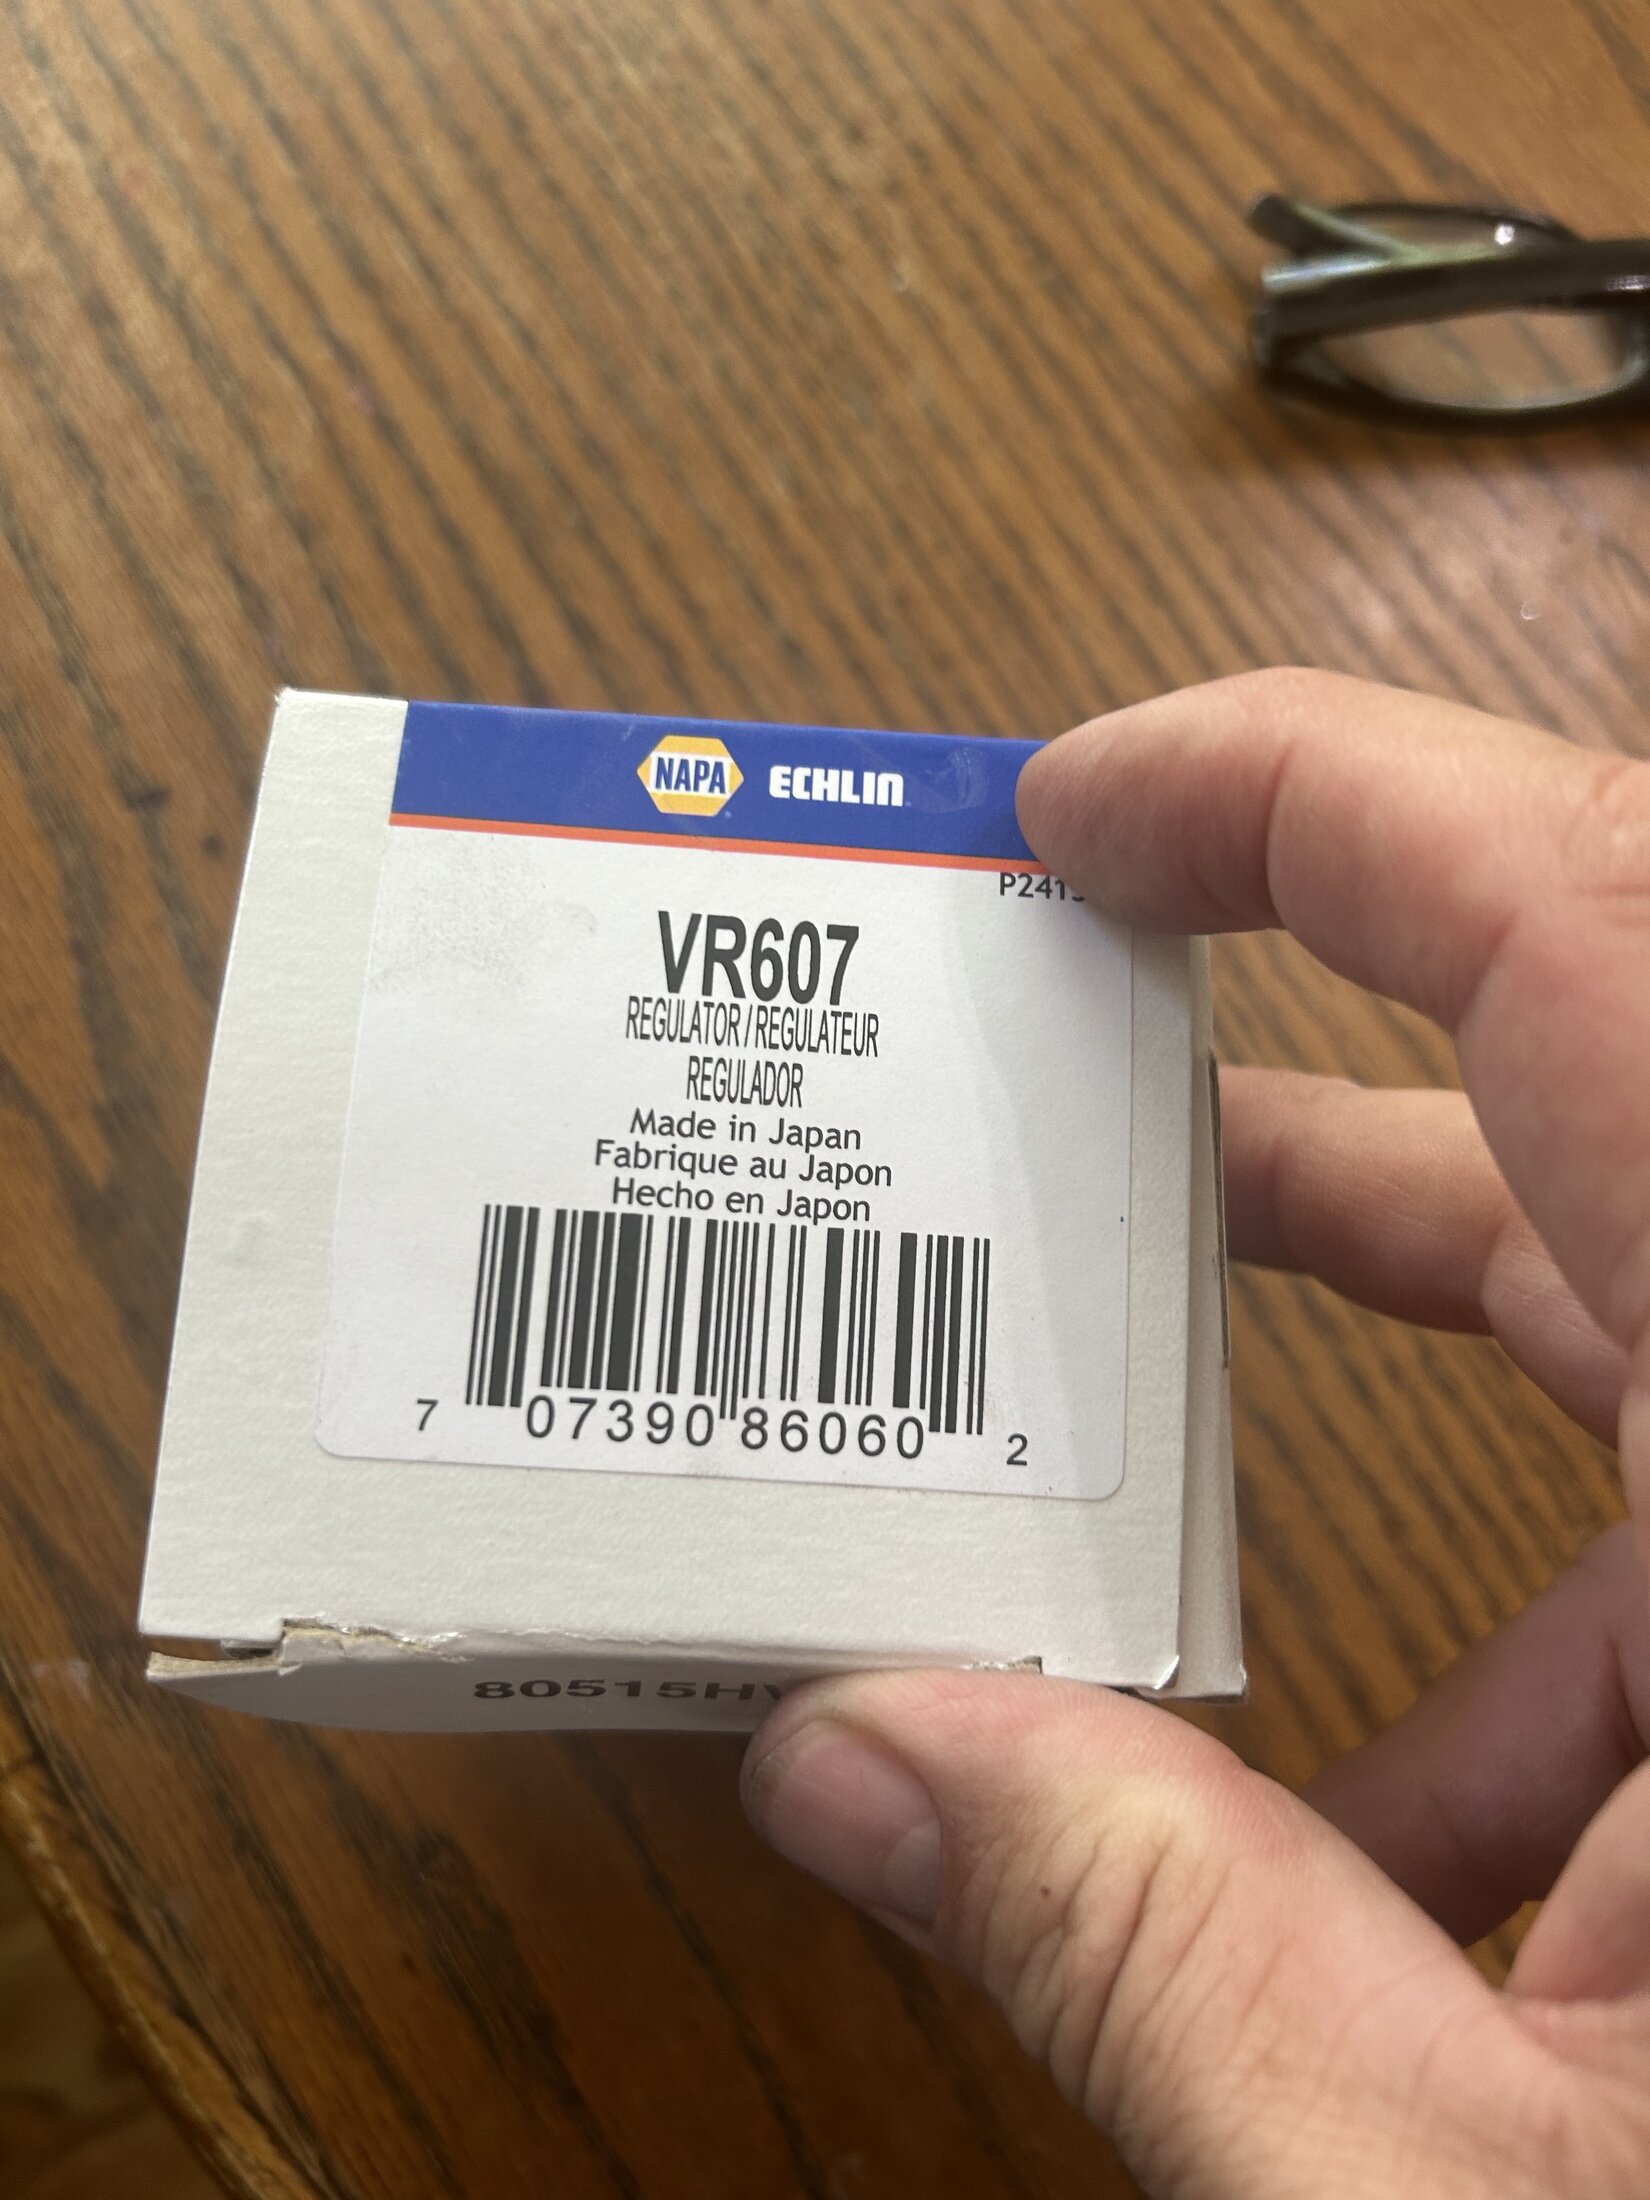 NAPA ECHLIN
VR607
REGULATOR/REGULATEUR
REGULADOR
Made in Japan
Fabrique au Japon
Hecho en Japon
7 07390 86060 2